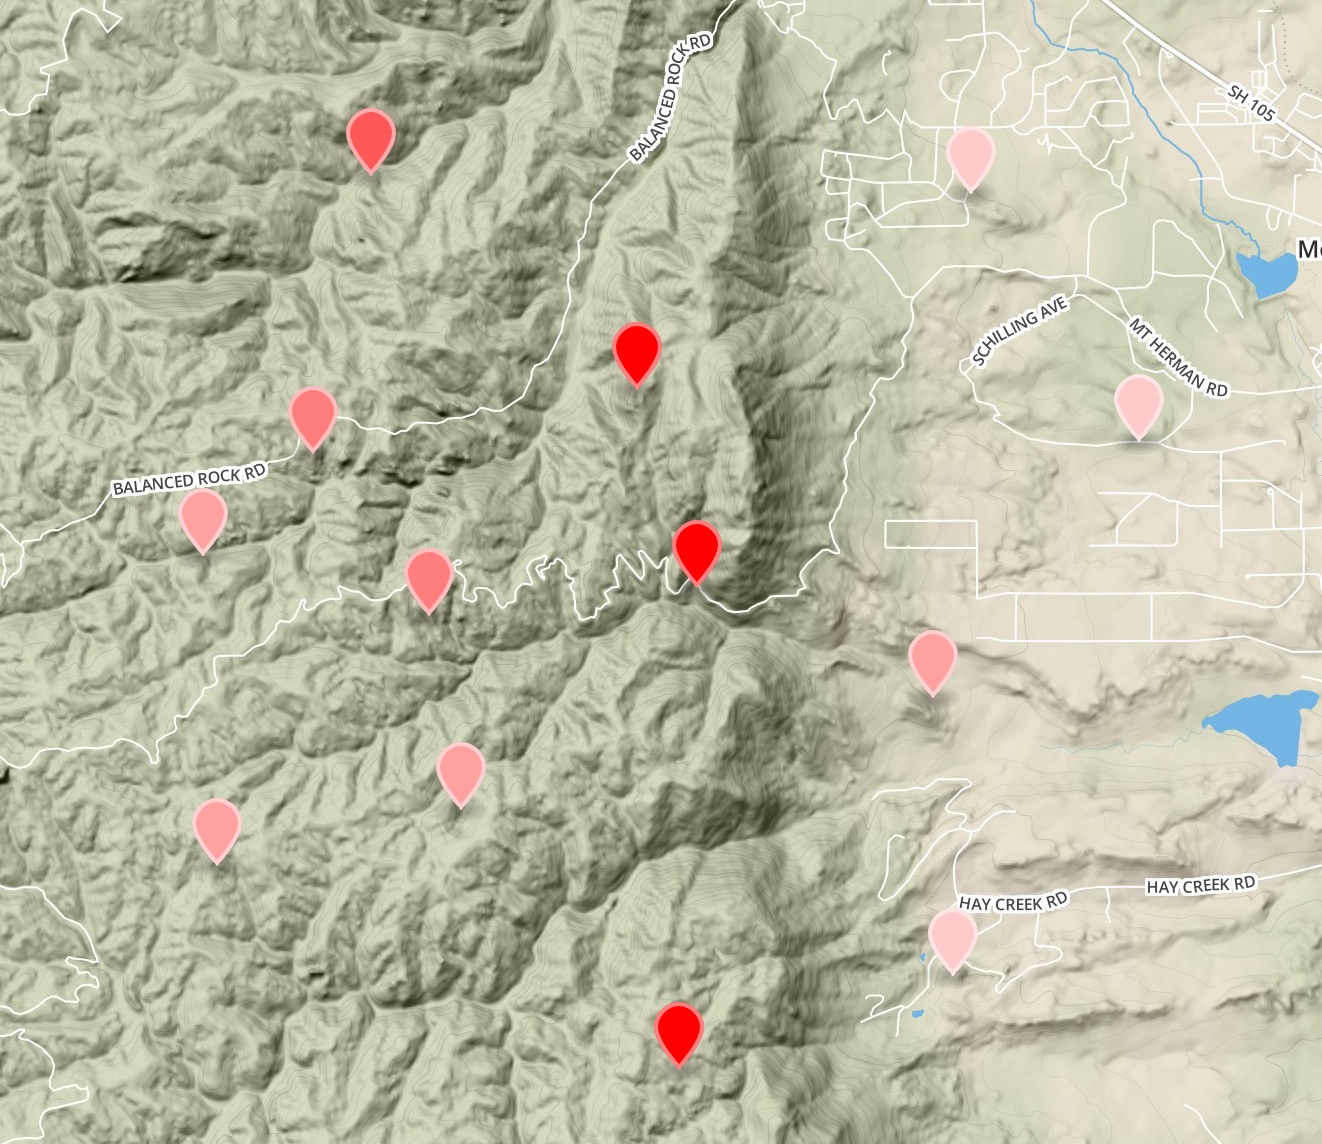 BALANCED ROCK RD
SH 105
SCHILLING AVE
MT HERMAN RD
BALANCED ROCK RD
HAY CREEK RD
HAY CREEK RD